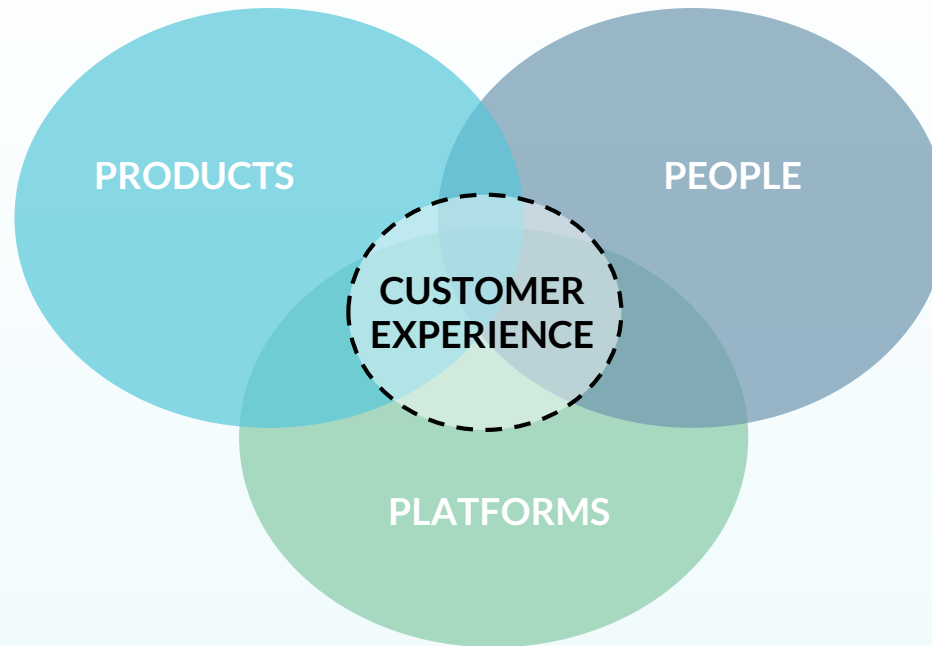 PRODUCTS
PEOPLE
CUSTOMER
EXPERIENCE
PLATFORMS